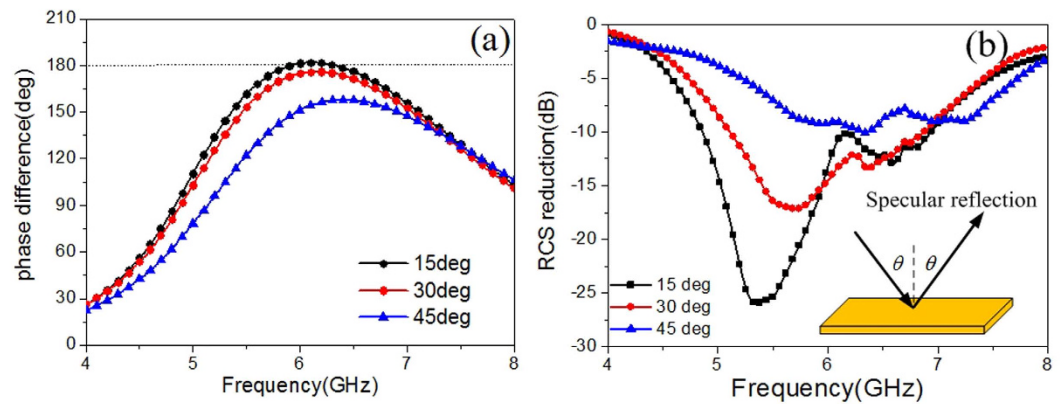 (a)
phase difference(deg)
210
180
150
120
90
60
30
0
15deg
30deg
45deg
4 5 6 7 8
Frequency(GHz)
(b)
RCS reduction(dB)
0
-5
-10
-15
-20
-25
-30
Specular reflection
θ θ
15 deg
30 deg
45 deg
4 5 6 7 8
Frequency(GHz)